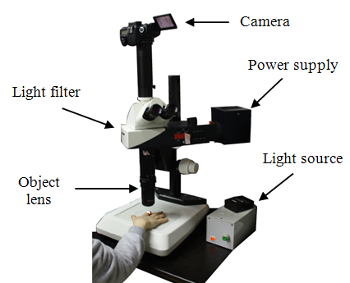 Camera
Power supply
Light filter
Light source
Object
lens